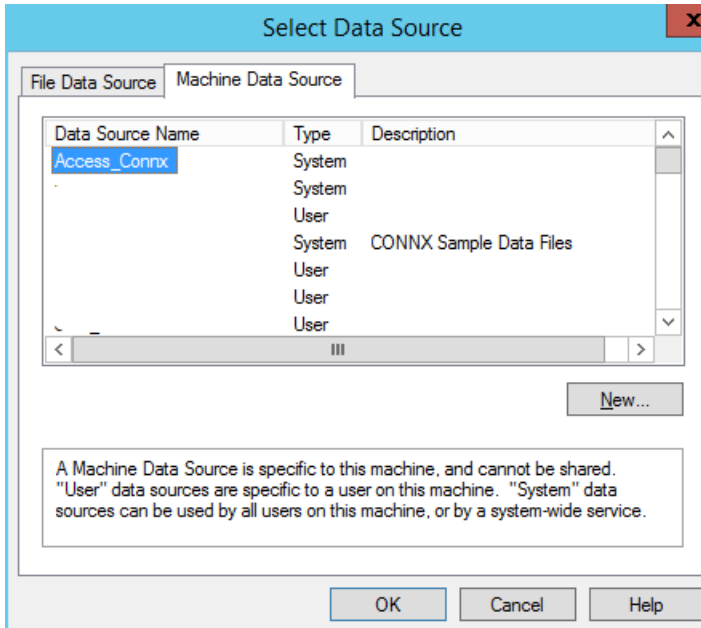 Select Data Source
x
File Data Source Machine Data Source
Data Source Name Type Description
Access_Connx System
System
User
System CONNX Sample Data Files
User
User
User
New...
A Machine Data Source is specific to this machine, and cannot be shared.
"User" data sources are specific to a user on this machine. "System" data
sources can be used by all users on this machine, or by a system-wide service.
OK Cancel Help